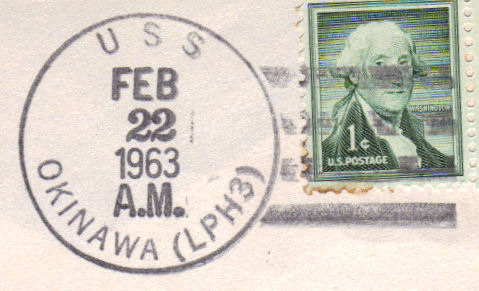 USS
FEB
22
1963
A.M.
OKINAWA (LPH3)
WASHINGTON
1¢
U.S.POSTAGE